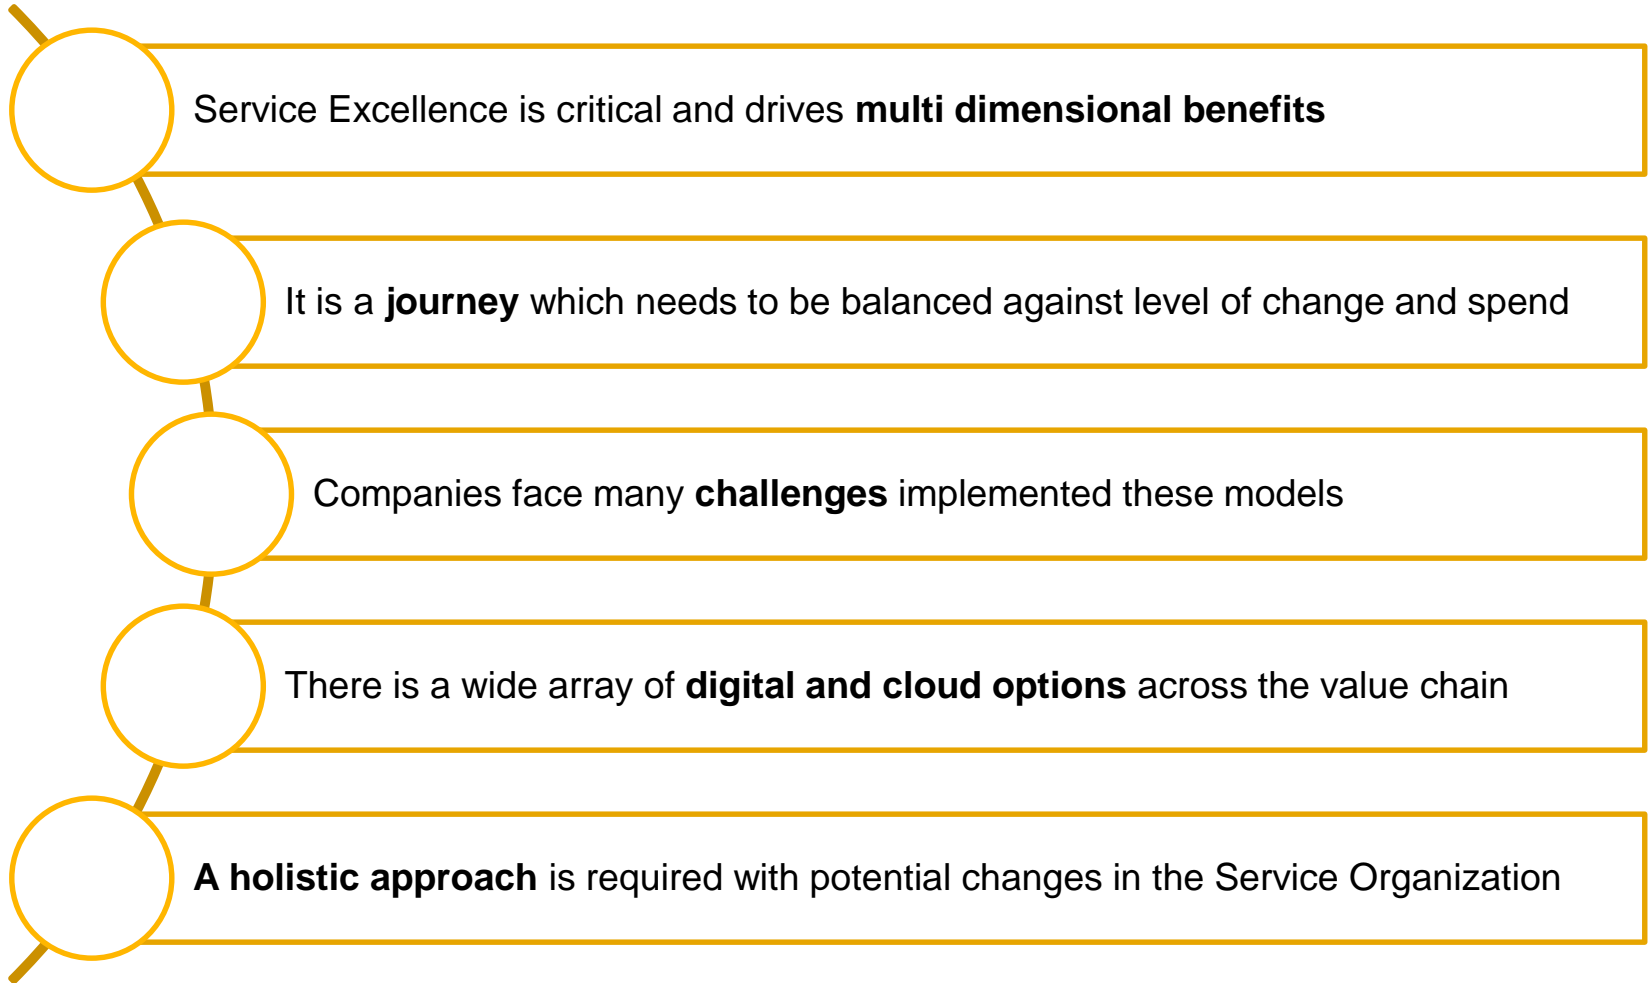 Service Excellence is critical and drives multi dimensional benefits
It is a journey which needs to be balanced against level of change and spend
Companies face many challenges implemented these models
There is a wide array of digital and cloud options across the value chain
A holistic approach is required with potential changes in the Service Organization